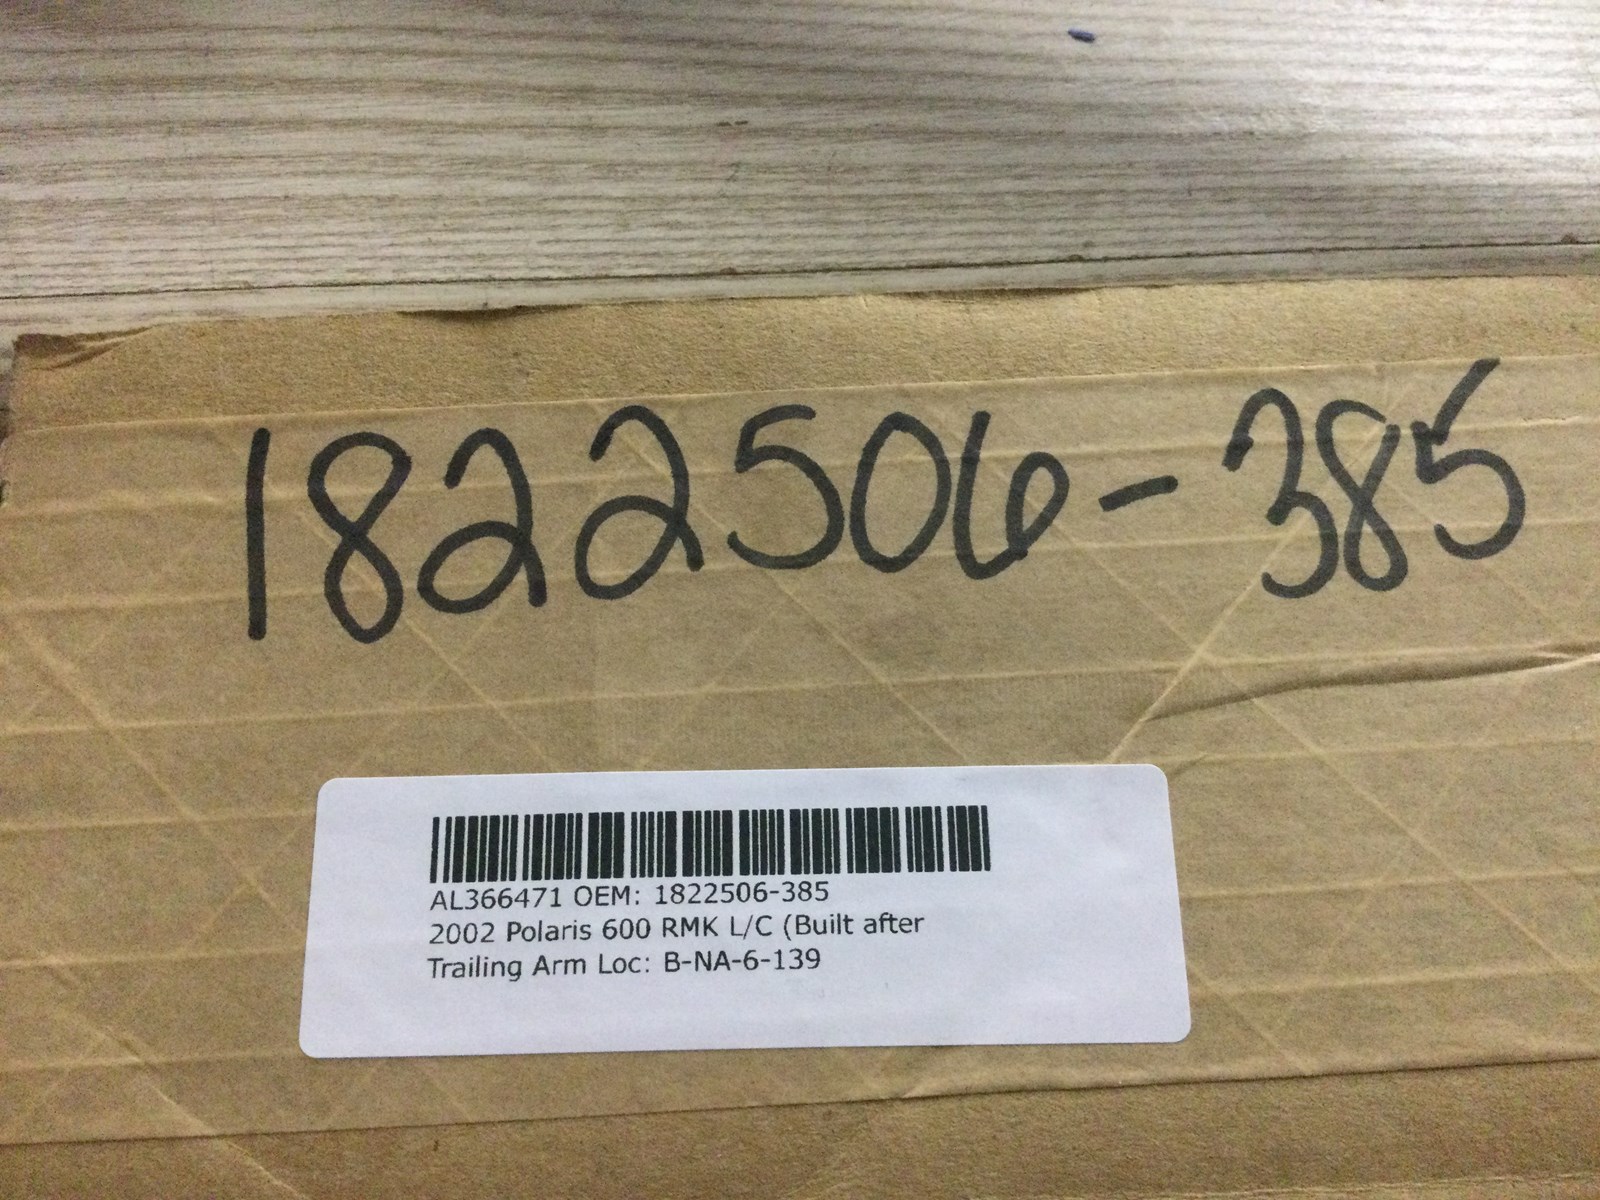 1822506-385
AL366471 OEM: 1822506-385
2002 Polaris 600 RMK L/C (Built after
Trailing Arm Loc: B-NA-6-139